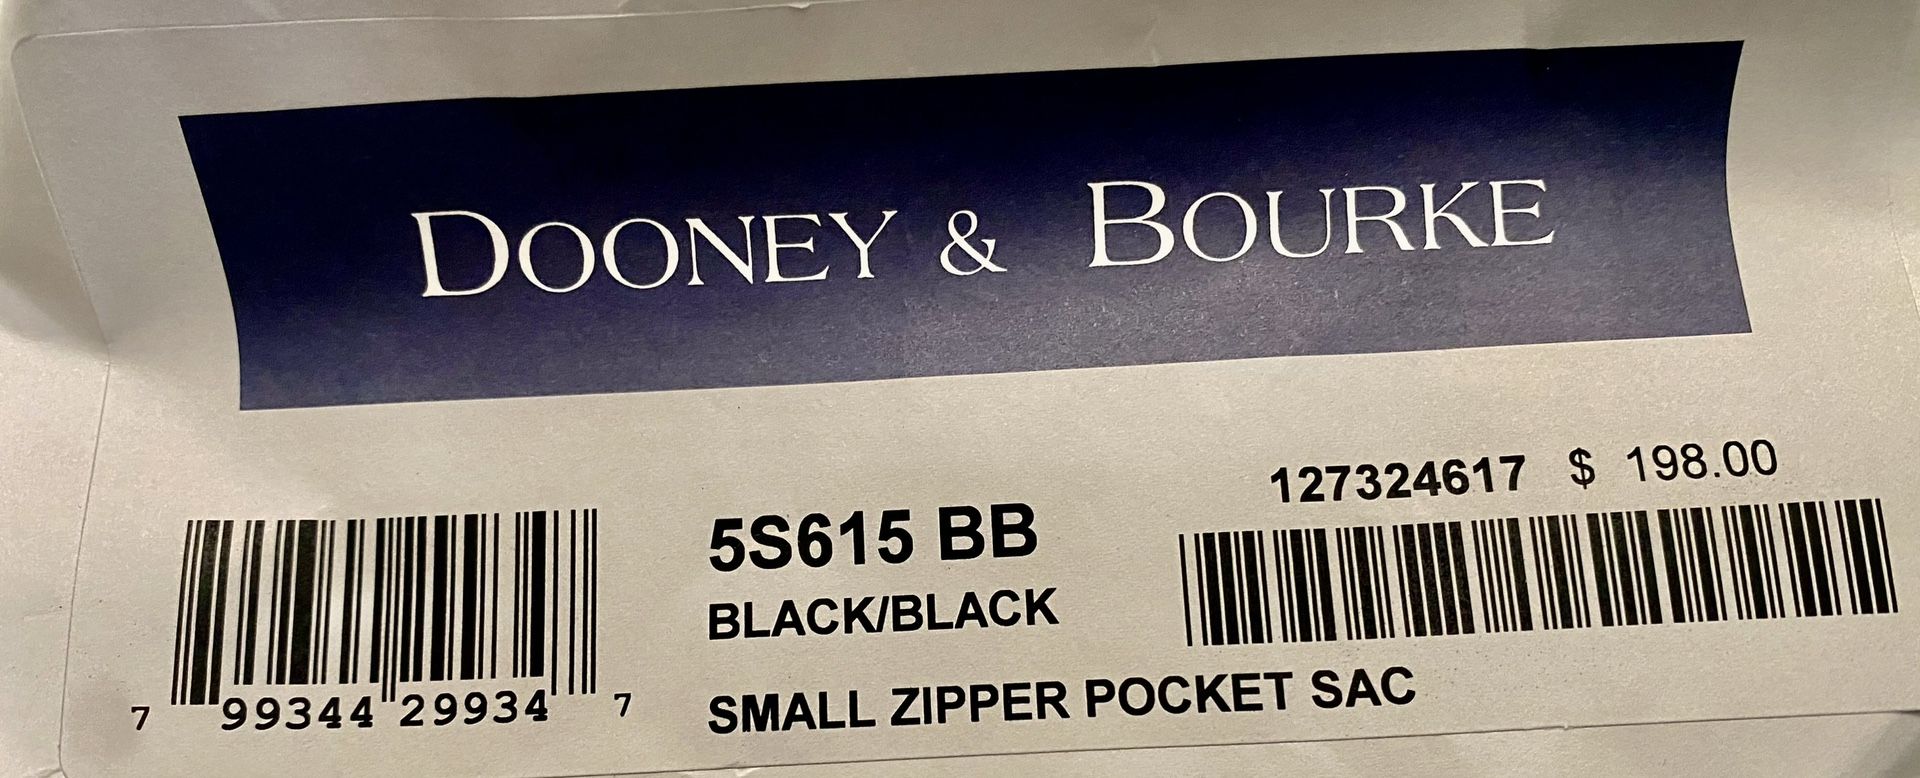 DOONEY & BOURKE
127324617 $ 198.00
5S615 BB
BLACK/BLACK
SMALL ZIPPER POCKET SAC
7 99344 29934 7